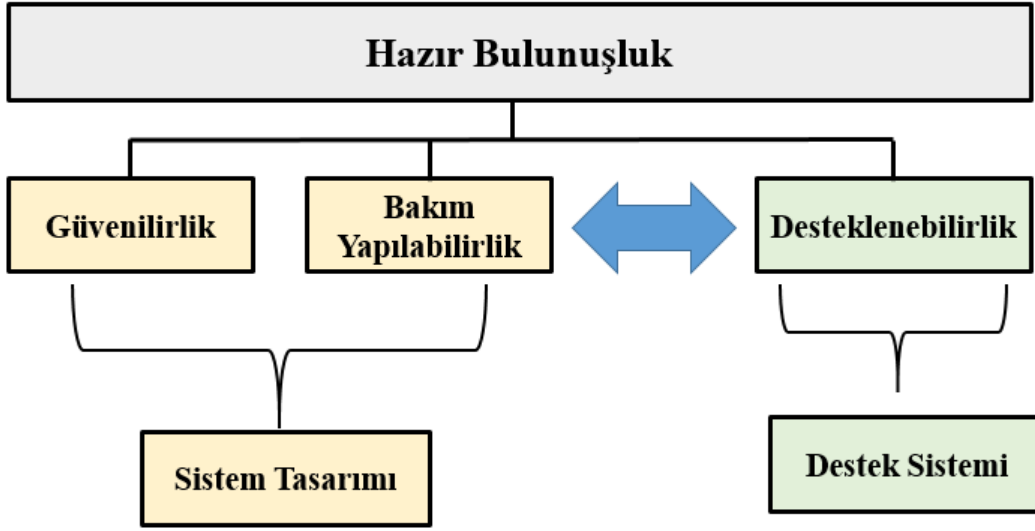 Hazır Bulunuşluk
Güvenilirlik
Bakım
Yapılabilirlik
Desteklenebilirlik
Sistem Tasarımı
Destek Sistemi